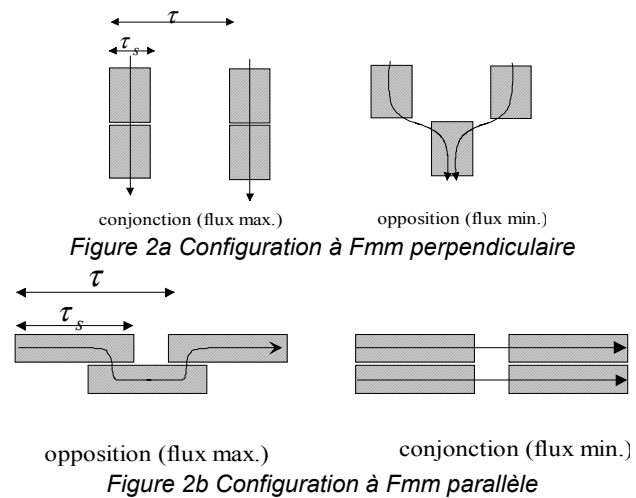 τ
τs
conjonction (flux max.) opposition (flux min.)
Figure 2a Configuration à Fmm perpendiculaire
τ
τs
opposition (flux max.) conjonction (flux min.)
Figure 2b Configuration à Fmm parallèle